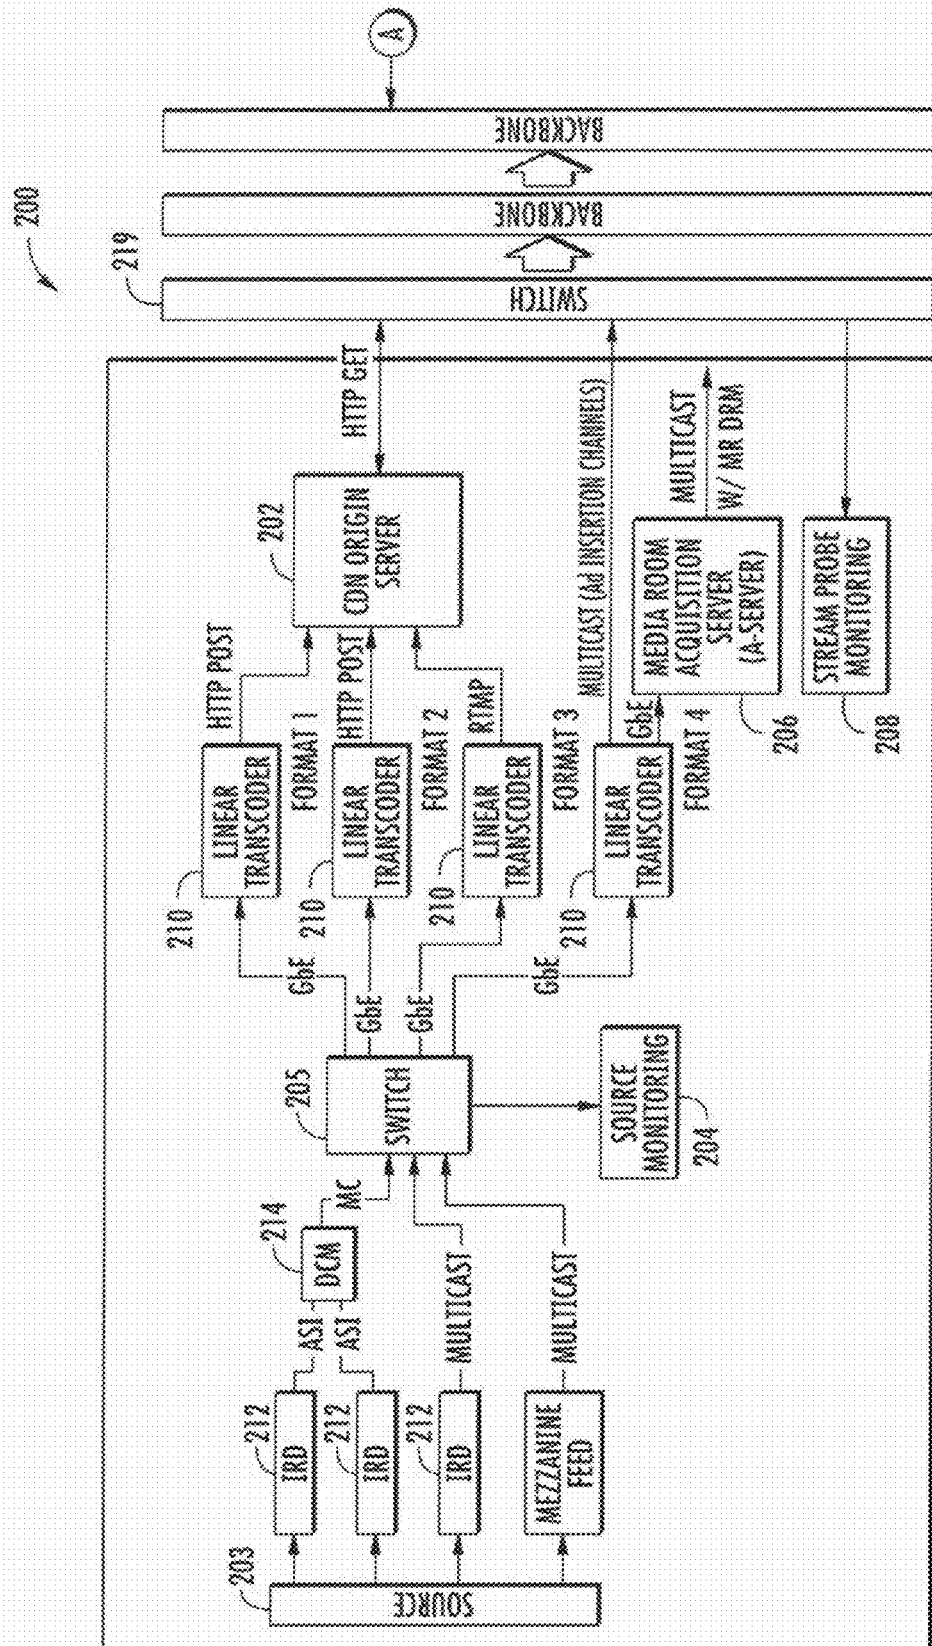 200
203
SOURCE
212
IRD
212
IRD
212
IRD
MEZZANINE
FEED
ASI
ASI
MULTICAST
MULTICAST
214
DCM
MC
205
SWITCH
SOURCE
MONITORING
204
GbE
GbE
GbE
GbE
210
LINEAR
TRANSCODER
FORMAT 1
210
LINEAR
TRANSCODER
FORMAT 2
210
LINEAR
TRANSCODER
FORMAT 3
210
LINEAR
TRANSCODER
FORMAT 4
HTTP POST
HTTP POST
RTMP
GbE
202
CDN ORIGIN
SERVER
HTTP GET
MULTICAST (Ad INSERTION CHANNELS)
MEDIA ROOM
ACQUISITION
SERVER
(A-SERVER)
206
MULTICAST
W/ MR DRM
STREAM PROBE
MONITORING
208
219
SWITCH
BACKBONE
BACKBONE
A